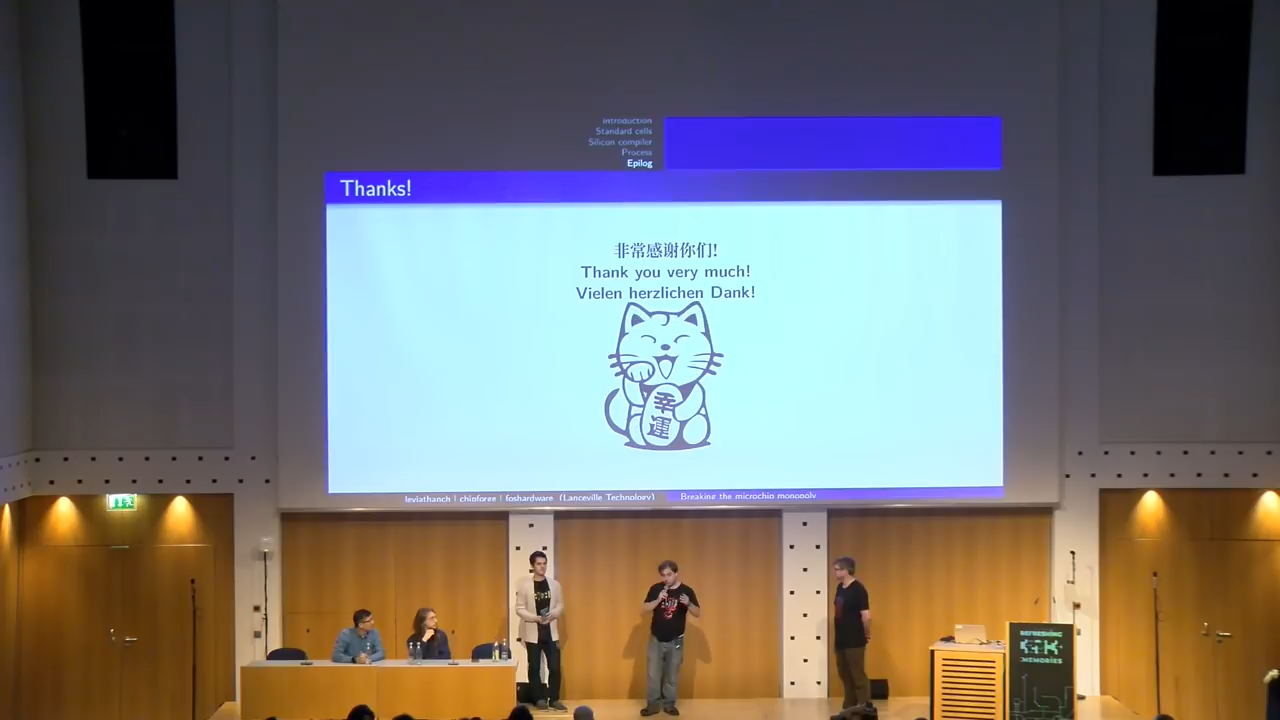 Introduction
Standard cells
Silicon compiler
Process
Epilog
Thanks!
非常感谢你们!
Thank you very much!
Vielen herzlichen Dank!
幸
運
leviathanch | chipforge | foshardware (Lanceville Technology)
Breaking the microchip monopoly
REFRESHING
MEMORIES